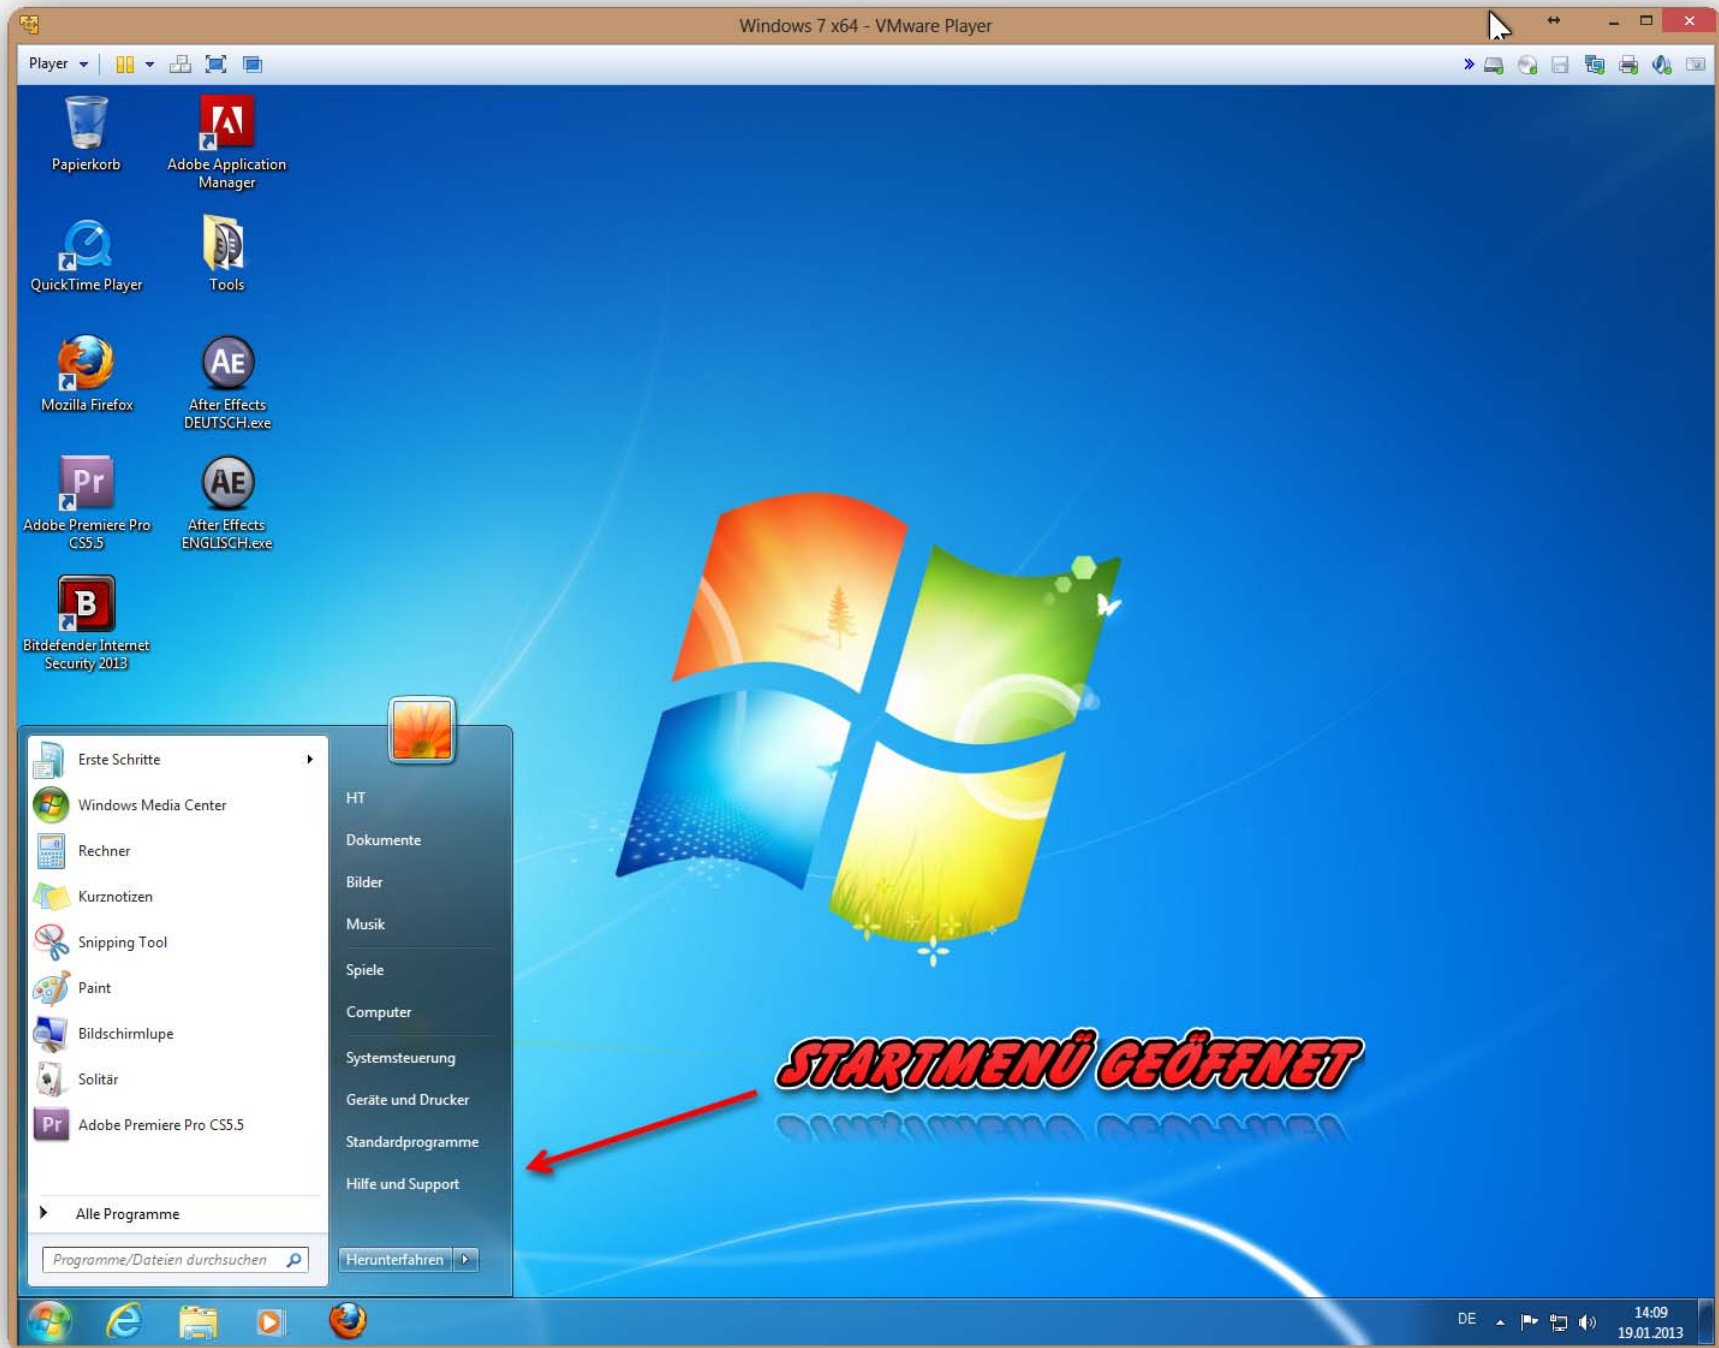 Windows 7 x64 - VMware Player
Player
Papierkorb
Adobe Application
Manager
QuickTime Player
Tools
Mozilla Firefox
After Effects
DEUTSCH.exe
Adobe Premiere Pro
CS5.5
After Effects
ENGLISCH.exe
Bitdefender Internet
Security 2013
Erste Schritte
Windows Media Center
Rechner
Kurznotizen
Snipping Tool
Paint
Bildschirmlupe
Solitär
Adobe Premiere Pro CS5.5
Alle Programme
Programme/Dateien durchsuchen
HT
Dokumente
Bilder
Musik
Spiele
Computer
Systemsteuerung
Geräte und Drucker
Standardprogramme
Hilfe und Support
Herunterfahren
STARTMENÜ GEÖFFNET
DE
14:09
19.01.2013